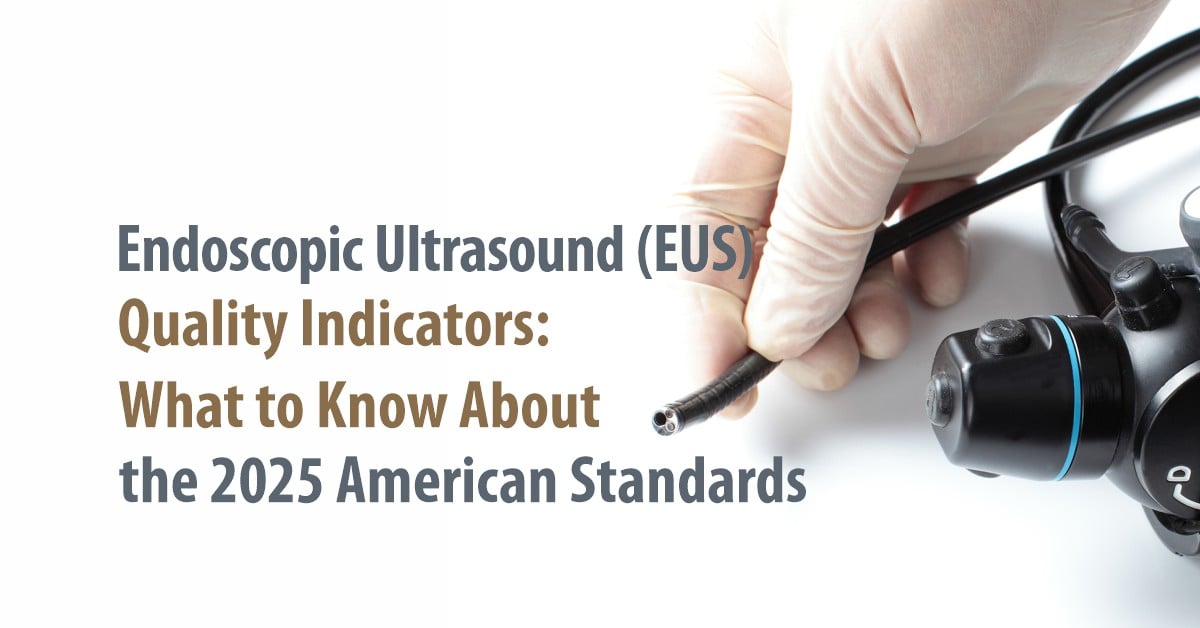 Endoscopic Ultrasound (EUS)
Quality Indicators:
What to Know About
the 2025 American Standards
D